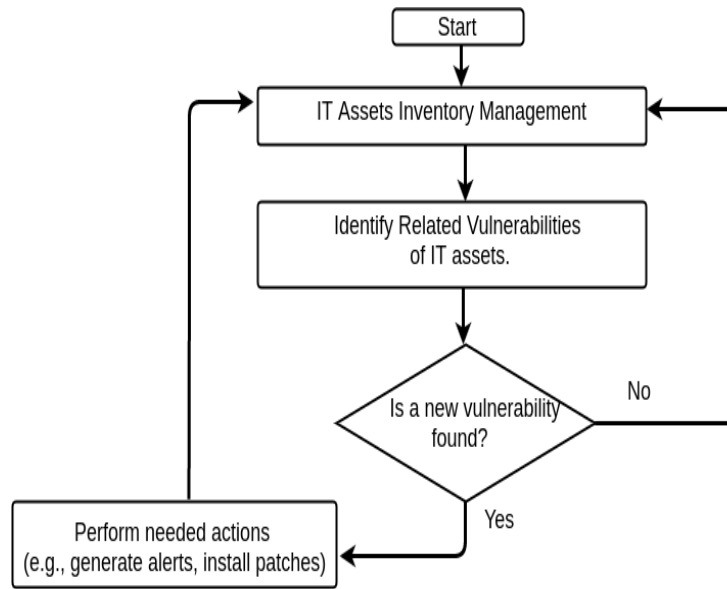 Start
IT Assets Inventory Management
Identify Related Vulnerabilities
of IT assets.
Is a new vulnerability
found?
No
Yes
Perform needed actions
(e.g., generate alerts, install patches)